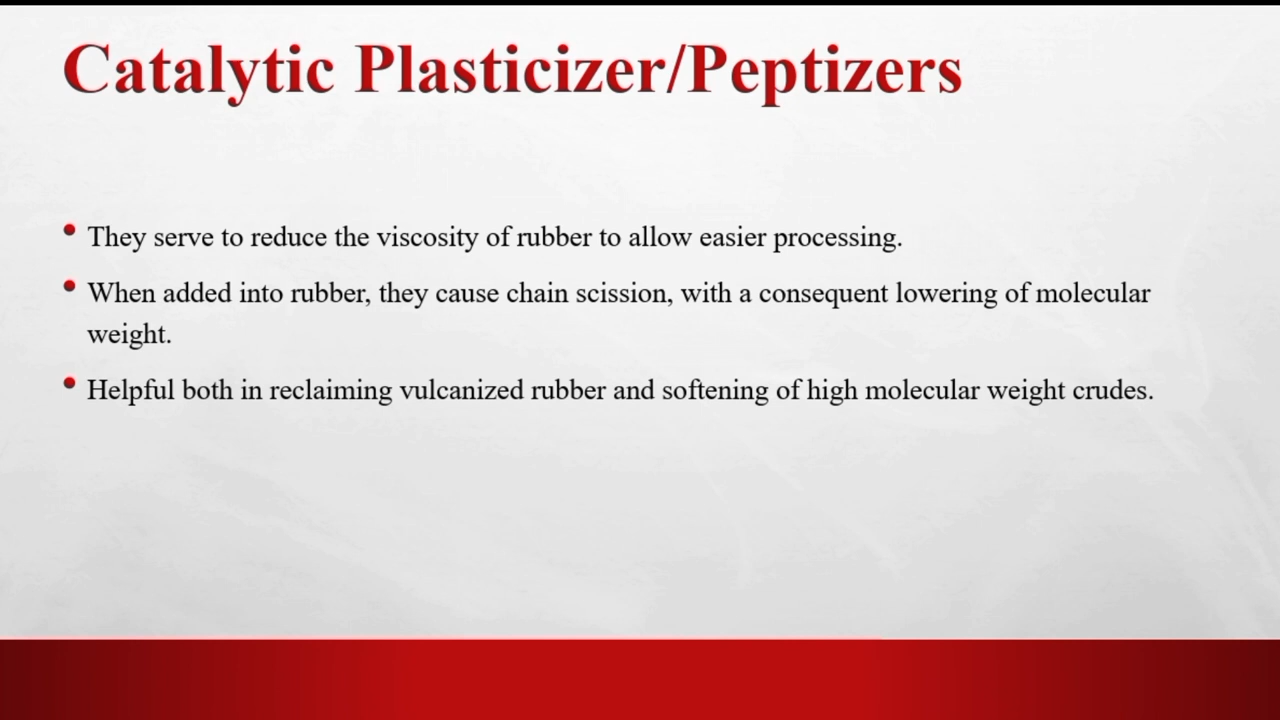 Catalytic Plasticizer/Peptizers
• They serve to reduce the viscosity of rubber to allow easier processing.
• When added into rubber, they cause chain scission, with a consequent lowering of molecular
weight.
• Helpful both in reclaiming vulcanized rubber and softening of high molecular weight crudes.